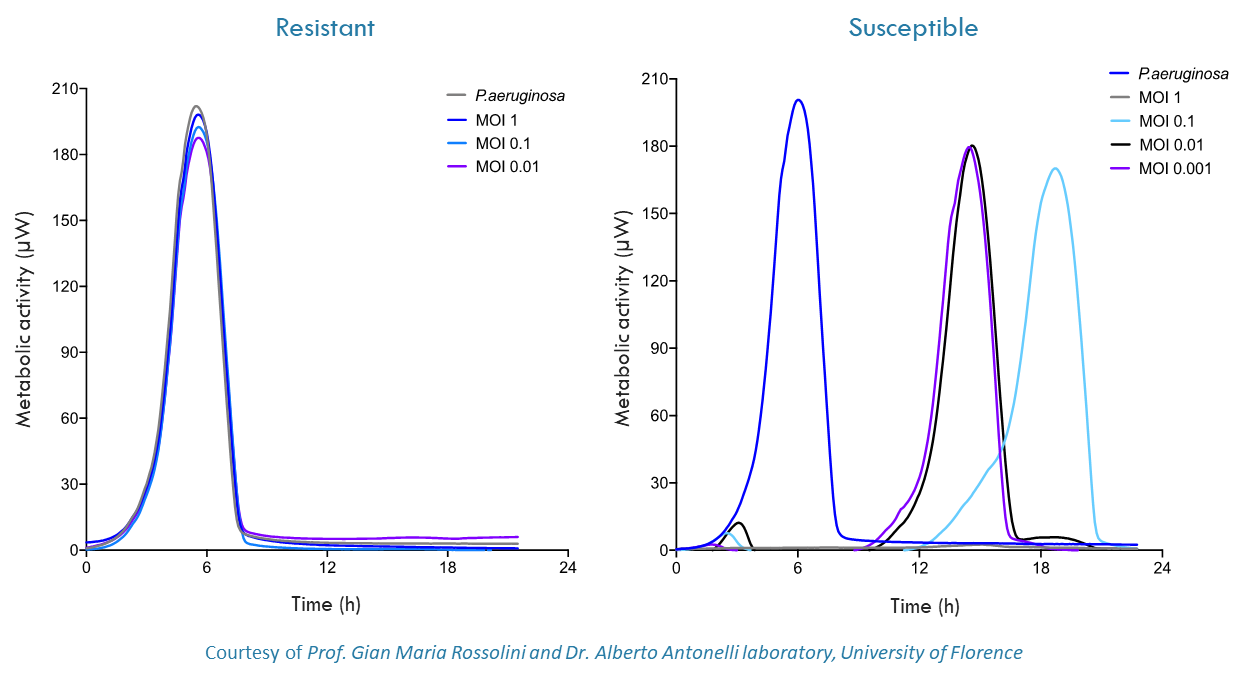 Resistant
Susceptible
210
180
150
120
90
60
30
0
Metabolic activity (µW)
0 6 12 18 24
Time (h)
P.aeruginosa
MOI 1
MOI 0.1
MOI 0.01
210
180
150
120
90
60
30
0
Metabolic activity (µW)
0 6 12 18 24
Time (h)
P.aeruginosa
MOI 1
MOI 0.1
MOI 0.01
MOI 0.001
Courtesy of Prof. Gian Maria Rossolini and Dr. Alberto Antonelli laboratory, University of Florence